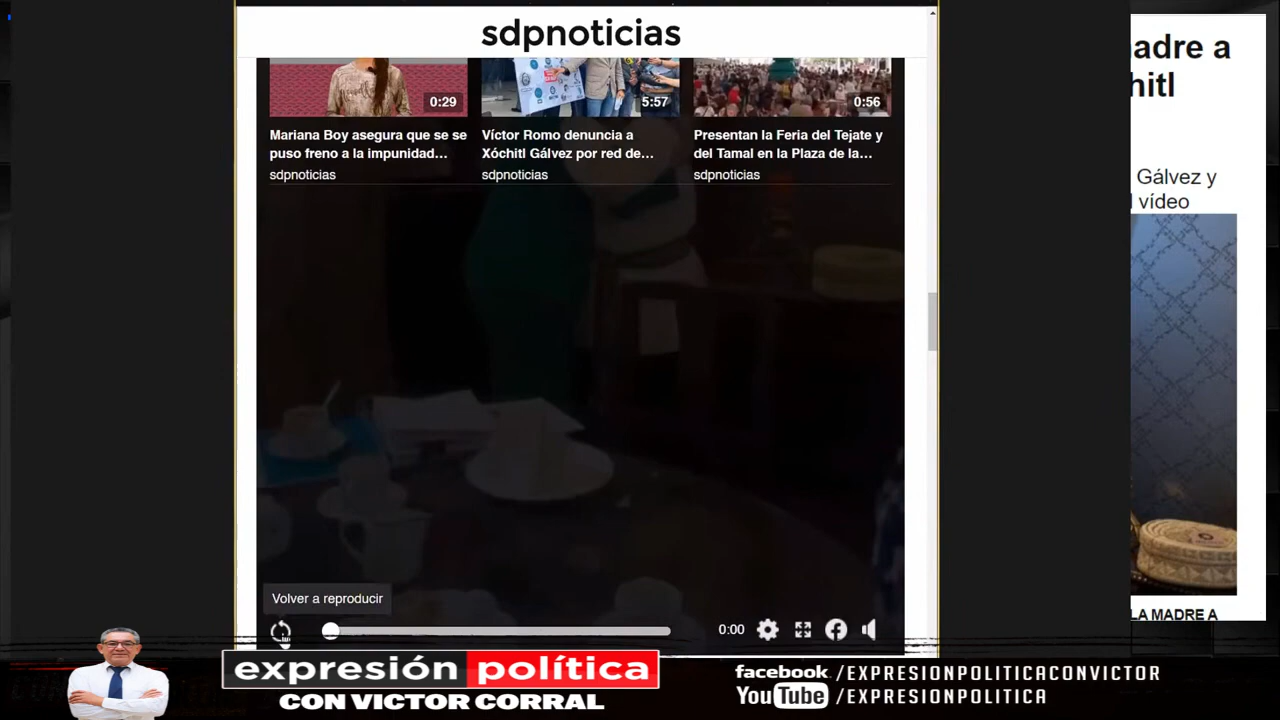 sdpnoticias
0:29
5:57
0:56
Mariana Boy asegura que se se
puso freno a la impunidad...
sdpnoticias
Víctor Romo denuncia a
Xóchitl Gálvez por red de...
sdpnoticias
Presentan la Feria del Tejate y
del Tamal en la Plaza de la...
sdpnoticias
adre a
hitl
Gálvez y
vídeo
LA MADRE A
Volver a reproducir
0:00
expresión política
CON VICTOR CORRAL
facebook /EXPRESIONPOLITICACONVICTOR
YouTube /EXPRESIONPOLITICA